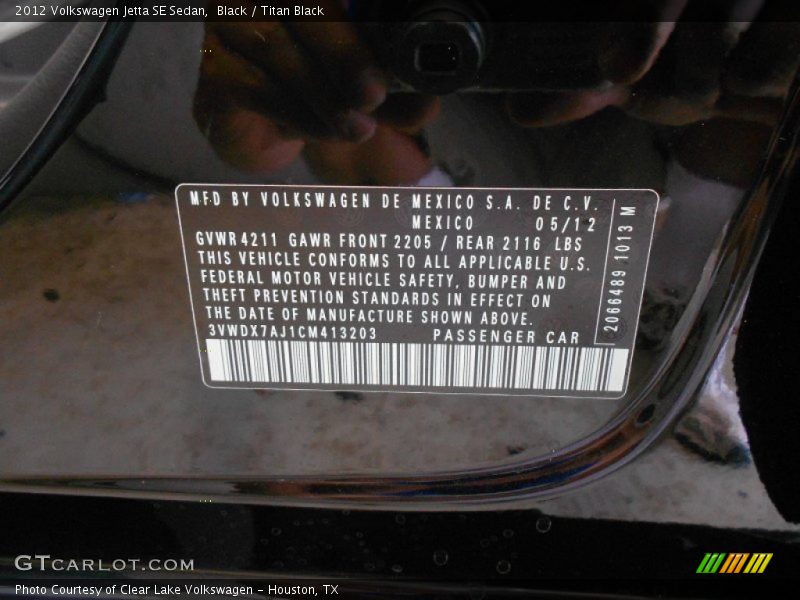 2012 Volkswagen Jetta SE Sedan,  Black / Titan Black
MFD BY VOLKSWAGEN DE MEXICO S.A. DE C.V.
MEXICO 05/12
GVWR 4211 GAWR FRONT 2205 / REAR 2116 LBS
THIS VEHICLE CONFORMS TO ALL APPLICABLE U.S.
FEDERAL MOTOR VEHICLE SAFETY, BUMPER AND
THEFT PREVENTION STANDARDS IN EFFECT ON
THE DATE OF MANUFACTURE SHOWN ABOVE.
3VWDX7AJ1CM413203 PASSENGER CAR
2066489 1013 M
GTCARLOT.COM
Photo Courtesy of Clear Lake Volkswagen - Houston, TX